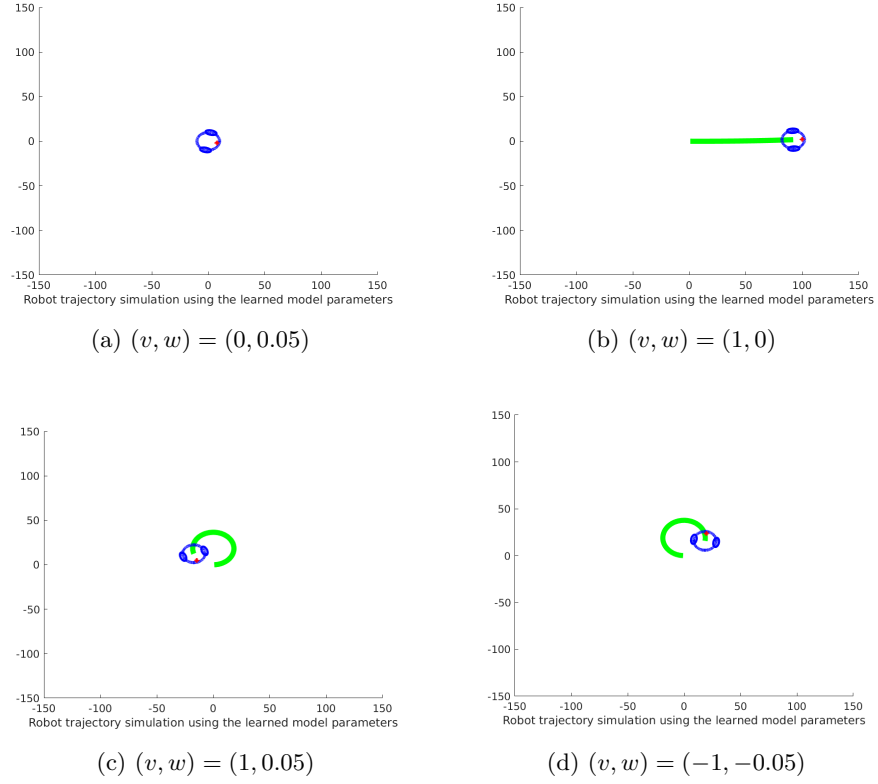 150
100
50
0
-50
-100
-150
-150 -100 -50 0 50 100 150
Robot trajectory simulation using the learned model parameters
(a) (v, w) = (0, 0.05)
150
100
50
0
-50
-100
-150
-150 -100 -50 0 50 100 150
Robot trajectory simulation using the learned model parameters
(b) (v, w) = (1, 0)
150
100
50
0
-50
-100
-150
-150 -100 -50 0 50 100 150
Robot trajectory simulation using the learned model parameters
(c) (v, w) = (1, 0.05)
150
100
50
0
-50
-100
-150
-150 -100 -50 0 50 100 150
Robot trajectory simulation using the learned model parameters
(d) (v, w) = (−1, −0.05)